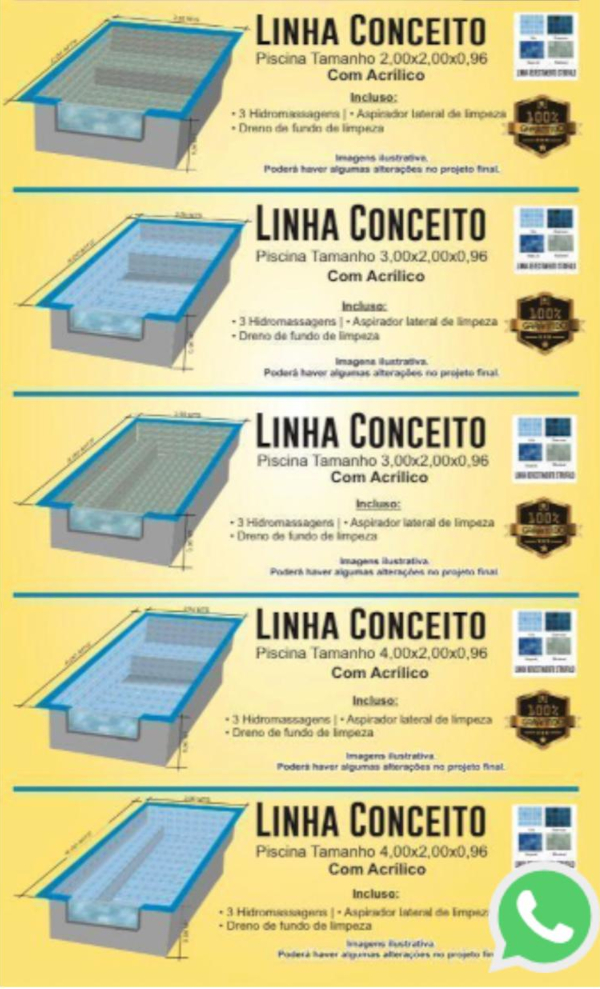 LINHA CONCEITO
Piscina Tamanho 2,00x2,00x0,96
Com Acrílico
Incluso:
• 3 Hidromassagens | • Aspirador lateral de limpeza
• Dreno de fundo de limpeza
Imagens ilustrativa.
Poderá haver algumas alterações no projeto final.
100%
GARANTIDO
LINHA CONCEITO
Piscina Tamanho 3,00x2,00x0,96
Com Acrílico
Incluso:
• 3 Hidromassagens | • Aspirador lateral de limpeza
• Dreno de fundo de limpeza
Imagens ilustrativa.
Poderá haver algumas alterações no projeto final.
100%
GARANTIDO
LINHA CONCEITO
Piscina Tamanho 3,00x2,00x0,96
Com Acrílico
Incluso:
• 3 Hidromassagens | • Aspirador lateral de limpeza
• Dreno de fundo de limpeza
Imagens ilustrativa.
Poderá haver algumas alterações no projeto final.
100%
GARANTIDO
LINHA CONCEITO
Piscina Tamanho 4,00x2,00x0,96
Com Acrílico
Incluso:
• 3 Hidromassagens | • Aspirador lateral de limpeza
• Dreno de fundo de limpeza
Imagens ilustrativa.
Poderá haver algumas alterações no projeto final.
100%
GARANTIDO
LINHA CONCEITO
Piscina Tamanho 4,00x2,00x0,96
Com Acrílico
Incluso:
• 3 Hidromassagens | • Aspirador lateral de limpez
• Dreno de fundo de limpeza
Imagens ilustrativa.
Poderá haver algumas alterações no projeto fin